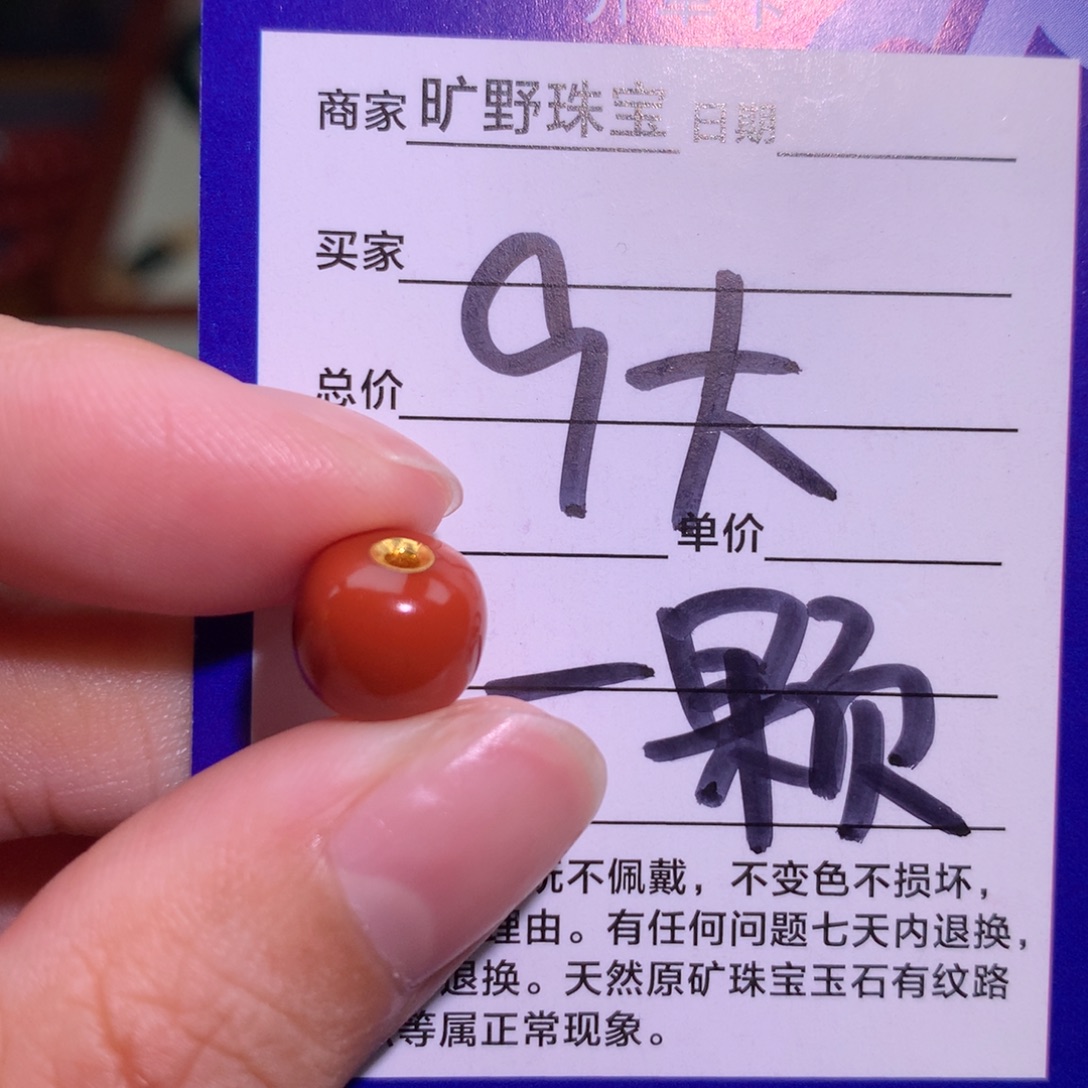 商家旷野珠宝 日期
买家
9大
总价
单价
一颗
不佩戴，不变色不损坏，
理由。有任何问题七天内退换，
退换。天然原矿珠宝玉石有纹路
等属正常现象。